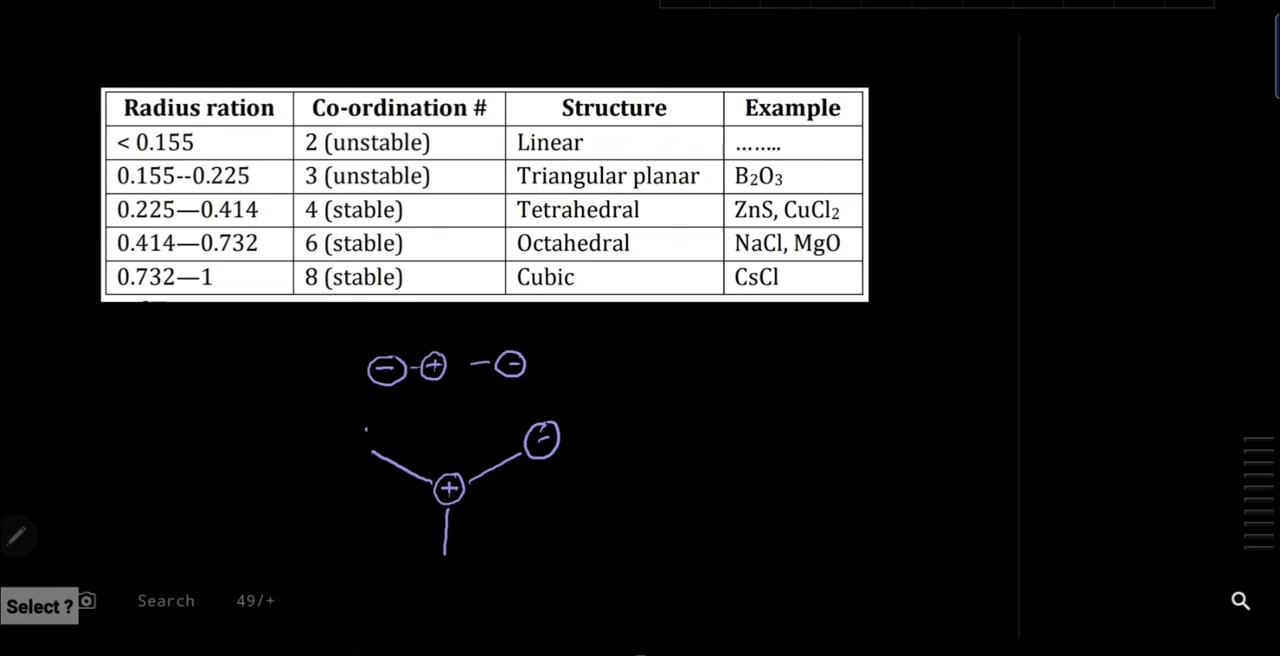 Radius ration Co-ordination # Structure Example
< 0.155 2 (unstable) Linear ........
0.155--0.225 3 (unstable) Triangular planar B₂O₃
0.225—0.414 4 (stable) Tetrahedral ZnS, CuCl₂
0.414—0.732 6 (stable) Octahedral NaCl, MgO
0.732—1 8 (stable) Cubic CsCl
− - + − -
-
+
Select ? Search 49/+